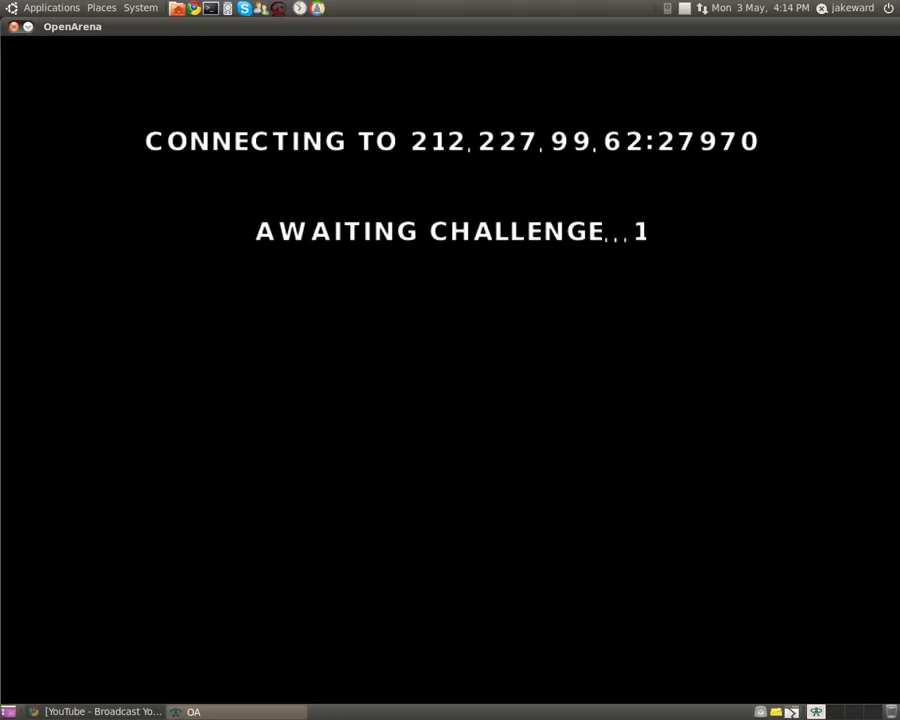 Applications Places System Mon 3 May, 4:14 PM jakeward
OpenArena
CONNECTING TO 212.227.99.62:27970
AWAITING CHALLENGE...1
[YouTube - Broadcast Yo... OA